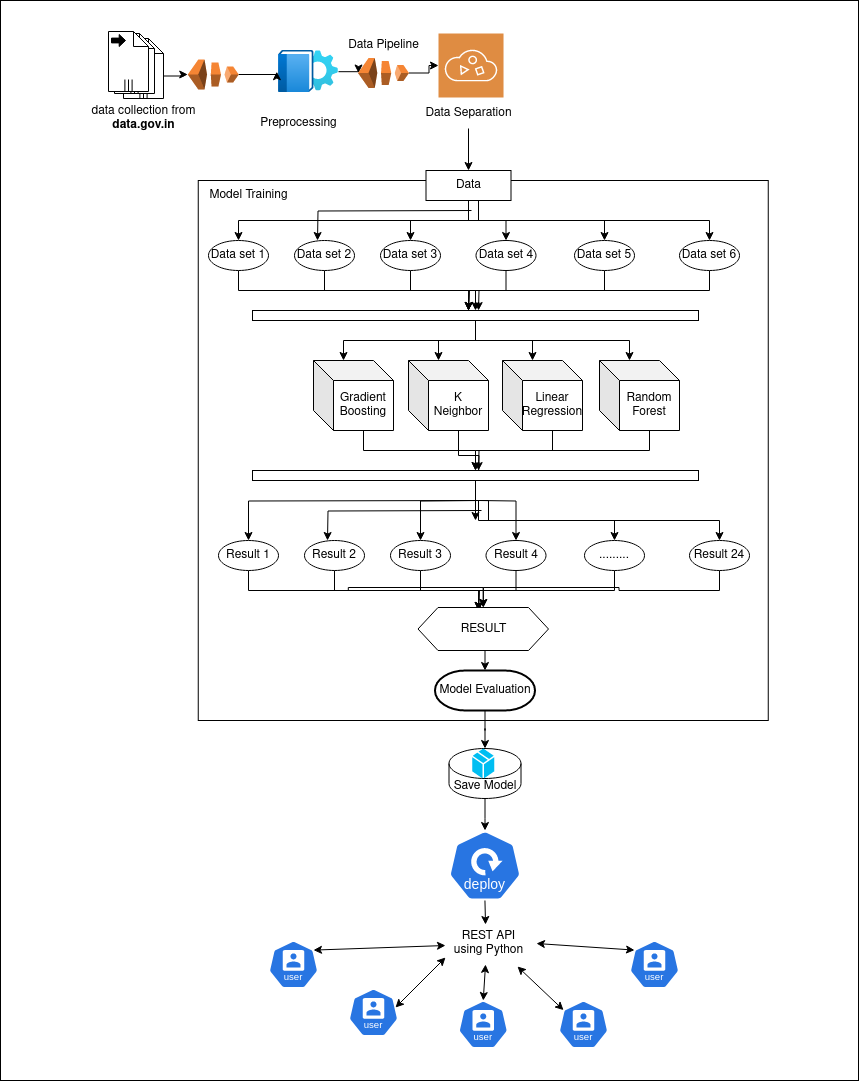 Data Pipeline
data collection from
data.gov.in
Preprocessing
Data Separation
Data
Model Training
Data set 1
Data set 2
Data set 3
Data set 4
Data set 5
Data set 6
Gradient
Boosting
K
Neighbor
Linear
Regression
Random
Forest
Result 1
Result 2
Result 3
Result 4
.........
Result 24
RESULT
Model Evaluation
Save Model
deploy
REST API
using Python
user
user
user
user
user